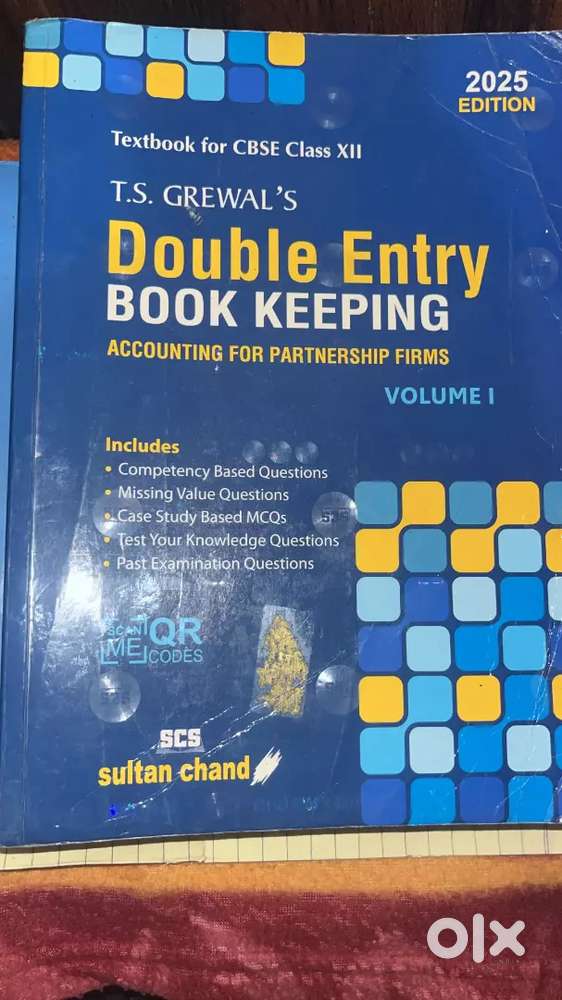 2025
EDITION
Textbook for CBSE Class XII
T.S. GREWAL'S
Double Entry
BOOK KEEPING
ACCOUNTING FOR PARTNERSHIP FIRMS
VOLUME I
Includes
• Competency Based Questions
• Missing Value Questions
• Case Study Based MCQs
• Test Your Knowledge Questions
• Past Examination Questions
SCAN
ME
QR
CODES
SCS
sultan chand
olx